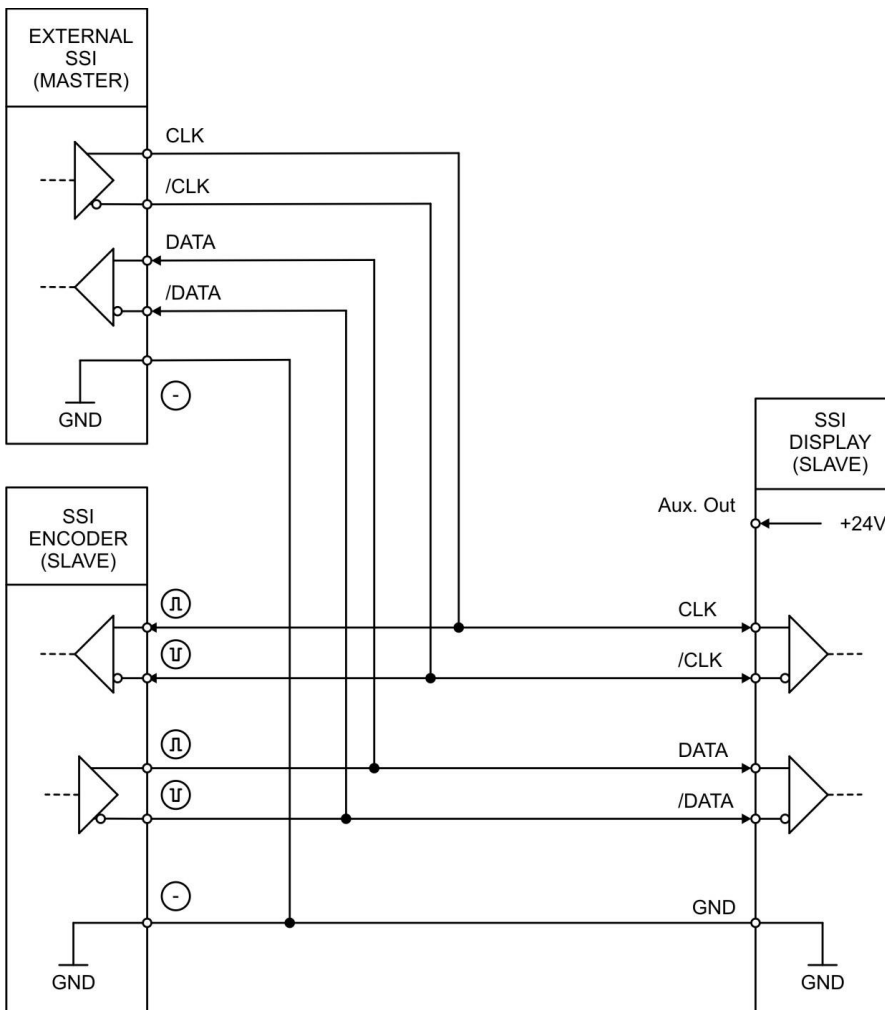 EXTERNAL
SSI
(MASTER)
CLK
/CLK
DATA
/DATA
-
GND
SSI
DISPLAY
(SLAVE)
Aux. Out
+24V
SSI
ENCODER
(SLAVE)
CLK
/CLK
DATA
/DATA
-
GND
GND
GND